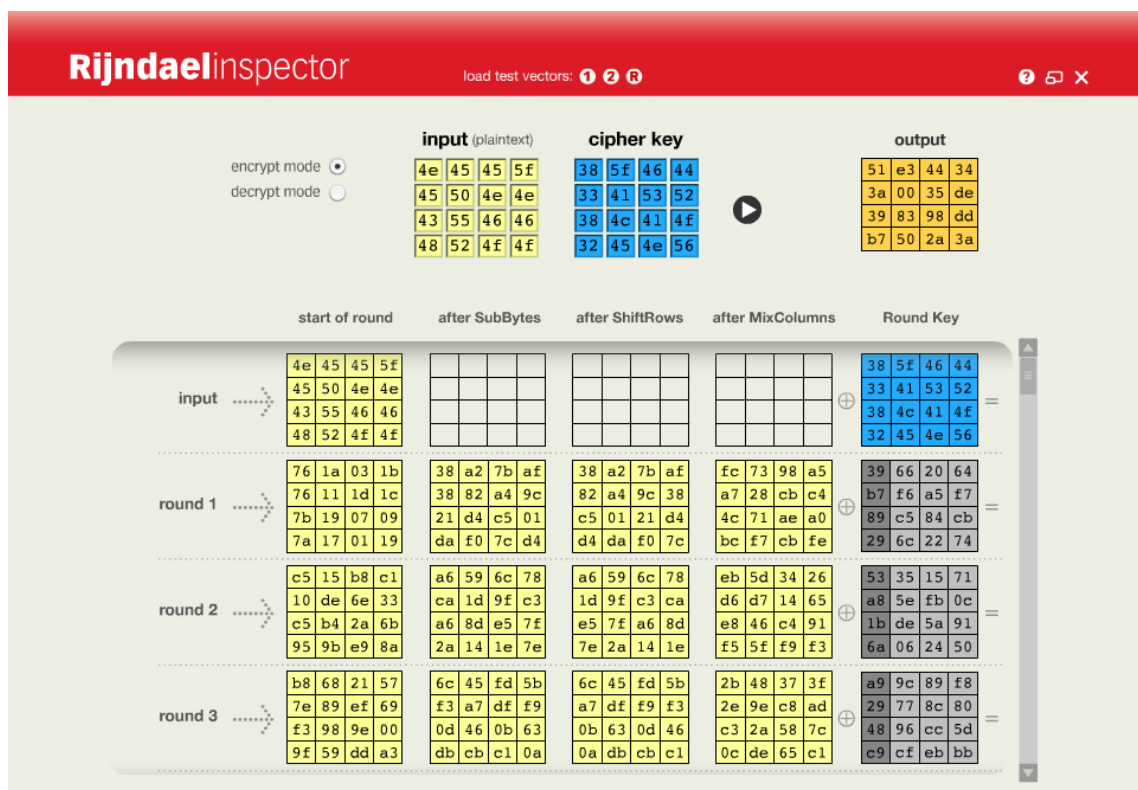 Rijndaelinspector load test vectors: 1 2 R ? X
input (plaintext) cipher key output
encrypt mode
decrypt mode
4e 45 45 5f 38 5f 46 44 51 e3 44 34
45 50 4e 4e 33 41 53 52 3a 00 35 de
43 55 46 46 38 4c 41 4f 39 83 98 dd
48 52 4f 4f 32 45 4e 56 b7 50 2a 3a
start of round after SubBytes after ShiftRows after MixColumns Round Key
input
4e 45 45 5f 38 5f 46 44
45 50 4e 4e 33 41 53 52
43 55 46 46 38 4c 41 4f
48 52 4f 4f 32 45 4e 56
round 1
76 1a 03 1b 38 a2 7b af 38 a2 7b af fc 73 98 a5 39 66 20 64
76 11 1d 1c 38 82 a4 9c 82 a4 9c 38 a7 28 cb c4 b7 f6 a5 f7
7b 19 07 09 21 d4 c5 01 c5 01 21 d4 4c 71 ae a0 89 c5 84 cb
7a 17 01 19 da f0 7c d4 d4 da f0 7c bc f7 cb fe 29 6c 22 74
round 2
c5 15 b8 c1 a6 59 6c 78 a6 59 6c 78 eb 5d 34 26 53 35 15 71
10 de 6e 33 ca 1d 9f c3 1d 9f c3 ca d6 d7 14 65 a8 5e fb 0c
c5 b4 2a 6b a6 8d e5 7f e5 7f a6 8d e8 46 c4 91 1b de 5a 91
95 9b e9 8a 2a 14 1e 7e 7e 2a 14 1e f5 5f f9 f3 6a 06 24 50
round 3
b8 68 21 57 6c 45 fd 5b 6c 45 fd 5b 2b 48 37 3f a9 9c 89 f8
7e 89 ef 69 f3 a7 df f9 a7 df f9 f3 2e 9e c8 ad 29 77 8c 80
f3 98 9e 00 0d 46 0b 63 0b 63 0d 46 c3 2a 58 7c 48 96 cc 5d
9f 59 dd a3 db cb c1 0a 0a db cb c1 0c de 65 c1 c9 cf eb bb